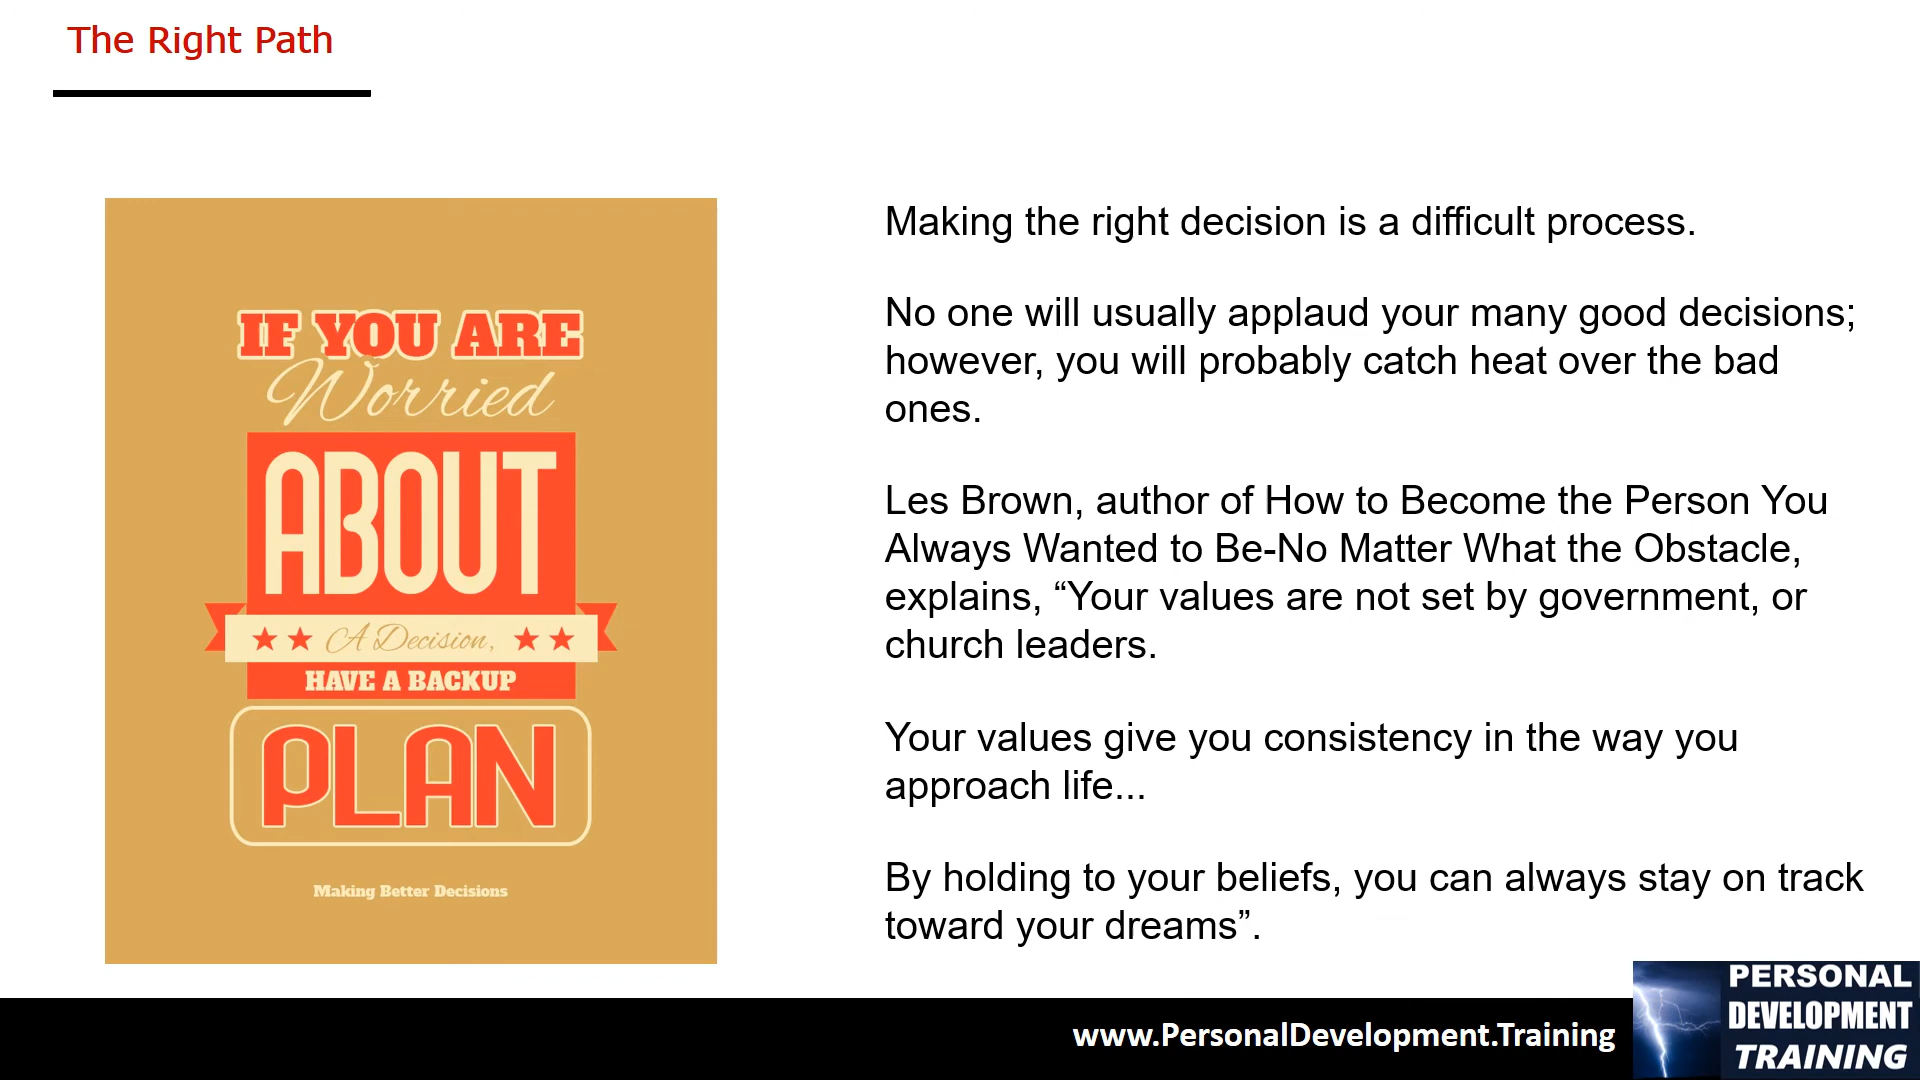 The Right Path
IF YOU ARE
Worried
ABOUT
A Decision,
HAVE A BACKUP
PLAN
Making Better Decisions
Making the right decision is a difficult process.
No one will usually applaud your many good decisions;
however, you will probably catch heat over the bad
ones.
Les Brown, author of How to Become the Person You
Always Wanted to Be-No Matter What the Obstacle,
explains, “Your values are not set by government, or
church leaders.
Your values give you consistency in the way you
approach life...
By holding to your beliefs, you can always stay on track
toward your dreams”.
www.PersonalDevelopment.Training
PERSONAL
DEVELOPMENT
TRAINING